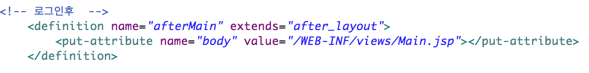 <!-- 로그인후  -->
<definition name="afterMain" extends="after_layout">
<put-attribute name="body" value="/WEB-INF/views/Main.jsp"></put-attribute>
</definition>